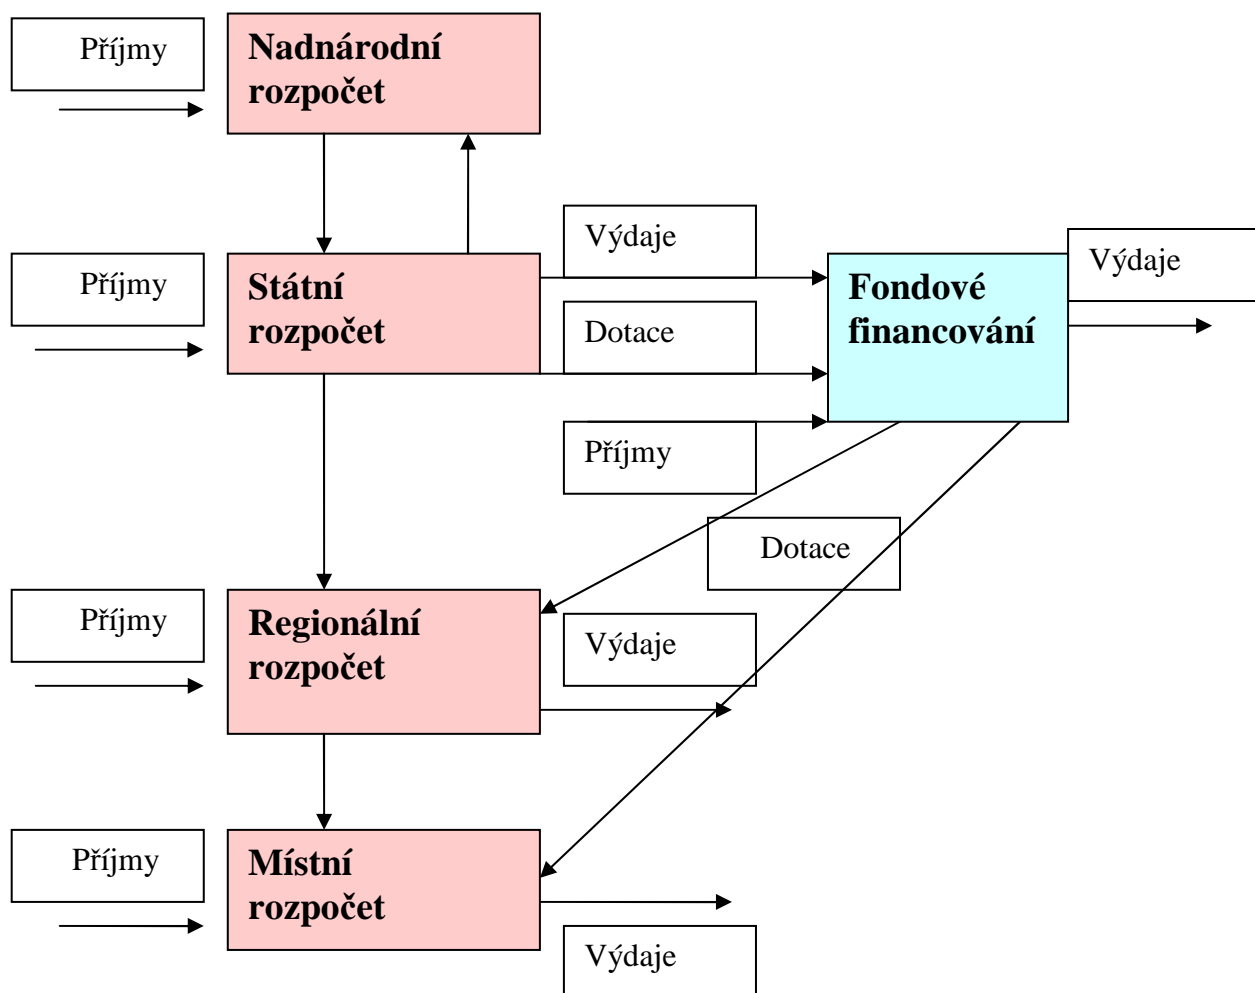 Příjmy
Nadnárodní
rozpočet
Příjmy
Státní
rozpočet
Výdaje
Dotace
Příjmy
Fondové
financování
Výdaje
Dotace
Příjmy
Regionální
rozpočet
Výdaje
Příjmy
Místní
rozpočet
Výdaje